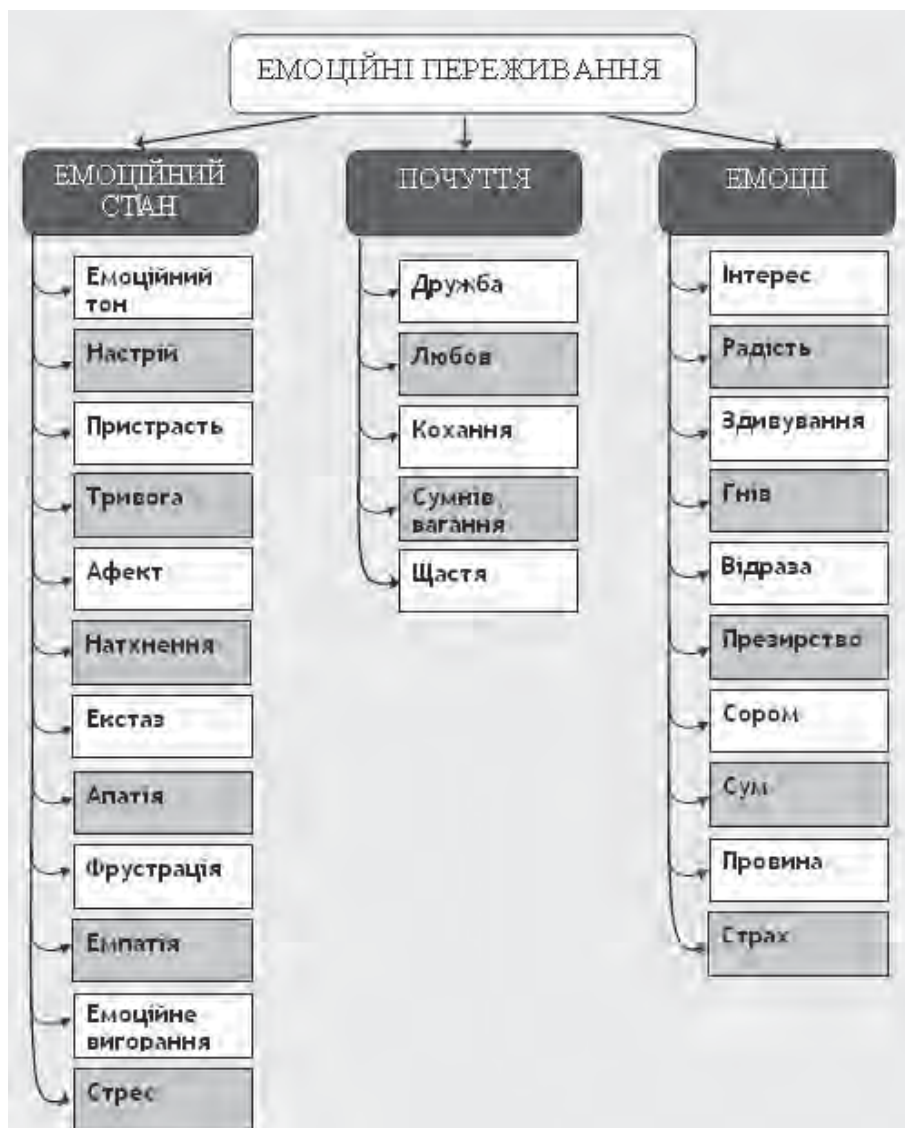 ЕМОЦІЙНІ ПЕРЕЖИВАННЯ
ЕМОЦІЙНИЙ
СТАН
Емоційний
тон
Настрій
Пристрасть
Тривога
Афект
Натхнення
Екстаз
Апатія
Фрустрація
Емпатія
Емоційне
вигорання
Стрес
ПОЧУТТЯ
Дружба
Любов
Кохання
Сумнів,
вагання
Щастя
ЕМОЦІЇ
Інтерес
Радість
Здивування
Гнів
Відраза
Презирство
Сором
Сум
Провина
Страх